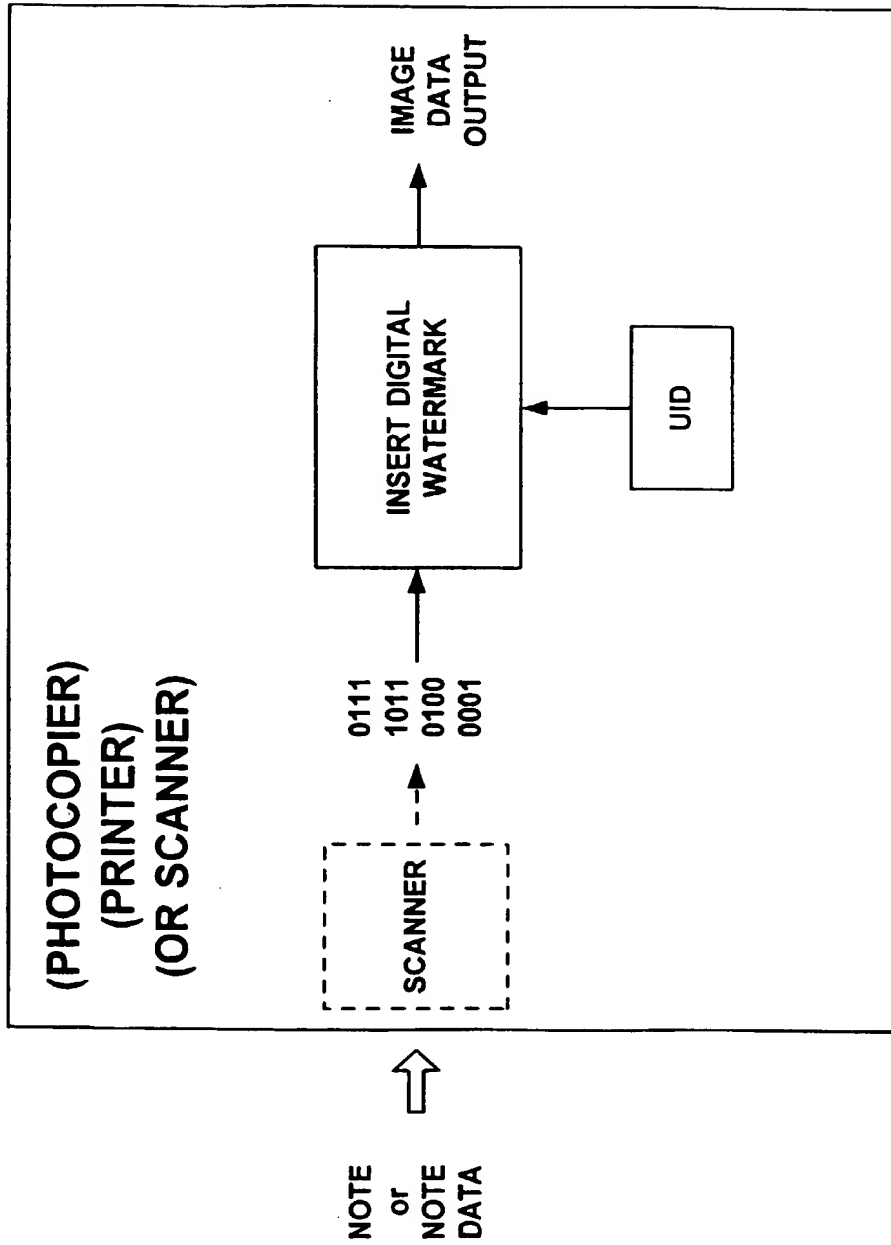 (PHOTOCOPIER)
(PRINTER)
(OR SCANNER)
NOTE
or
NOTE
DATA
SCANNER
0111
1011
0100
0001
INSERT DIGITAL
WATERMARK
IMAGE
DATA
OUTPUT
UID